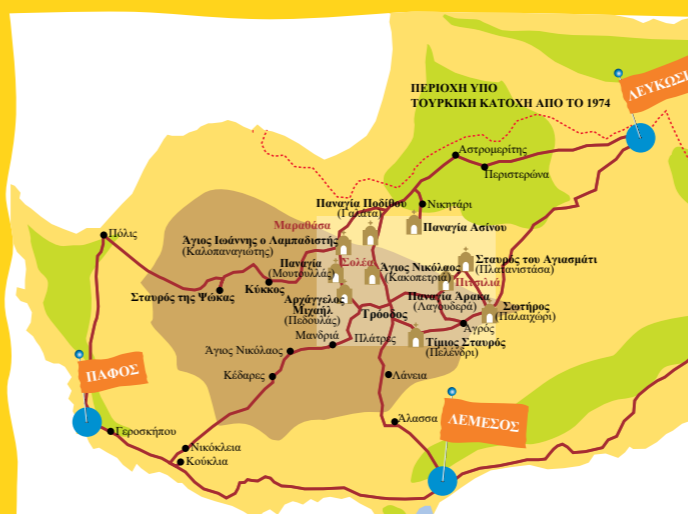 ΠΕΡΙΟΧΗ ΥΠΟ
ΤΟΥΡΚΙΚΗ ΚΑΤΟΧΗ ΑΠΟ ΤΟ 1974
ΛΕΥΚΩΣΙ
Αστρομερίτης
Περιστερώνα
Παναγία Ποδίθου
(Γαλάτα)
Νικητάρι
Μαραθάσα
Παναγία Ασίνου
Πόλις
Άγιος Ιωάννης ο Λαμπαδιστής
(Καλοπαναγιώτης)
Παναγία
(Μουτουλλάς)
Σολέα
Άγιος Νικόλαος
(Κακοπετριά)
Σταυρός του Αγιασμάτι
(Πλατανιστάσα)
Πιτσιλιά
Σταυρός της Ψώκας
Κύκκος
Αρχάγγελος
Μιχαήλ
(Πεδουλάς)
Παναγία Άρακα
(Λαγουδερά)
Σωτήρος
(Παλαιχώρι)
Τρόοδος
Αγρός
Μανδριά
Πλάτρες
Τίμιος Σταυρός
(Πελένδρι)
Άγιος Νικόλαος
Κέδαρες
Λάνεια
ΠΑΦΟΣ
Άλασσα
ΛΕΜΕΣΟΣ
Γεροσκήπου
Νικόκλεια
Κούκλια